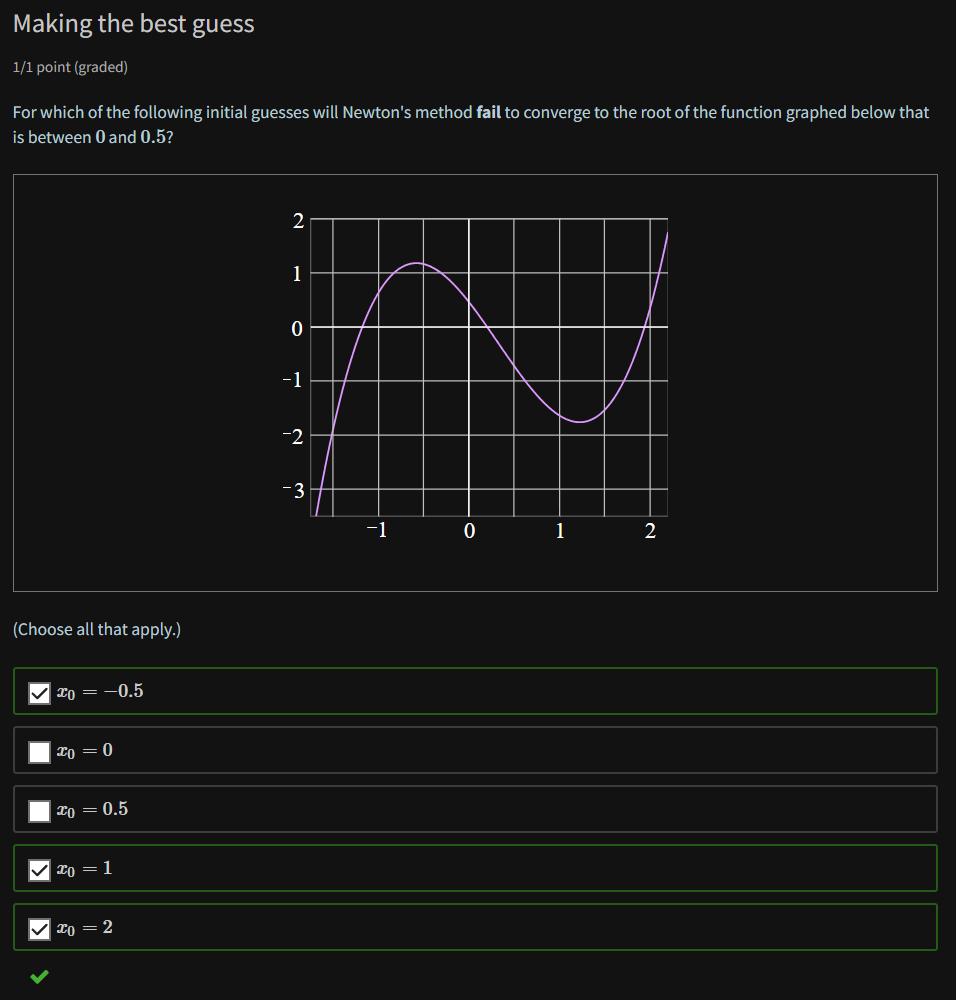 Making the best guess
1/1 point (graded)
For which of the following initial guesses will Newton's method fail to converge to the root of the function graphed below that
is between 0 and 0.5?
2
1
0
−1
−2
−3
−1 0 1 2
(Choose all that apply.)
x₀ = −0.5
x₀ = 0
x₀ = 0.5
x₀ = 1
x₀ = 2